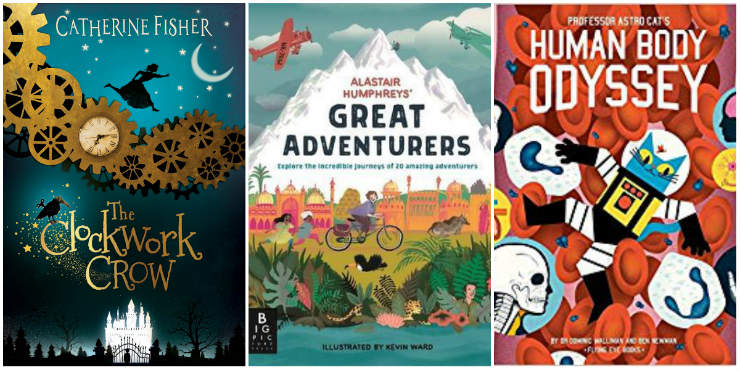 CATHERINE FISHER
The
Clockwork
CROW
ALASTAIR
HUMPHREYS'
GREAT
ADVENTURERS
Explore the incredible journeys of 20 amazing adventurers
BIG
PIC
TURE
PRESS
ILLUSTRATED BY KEVIN WARD
PROFESSOR ASTRO CAT'S
HUMAN BODY
ODYSSEY
BY DR DOMINIC WALLIMAN AND BEN NEWMAN
• FLYING EYE BOOKS •